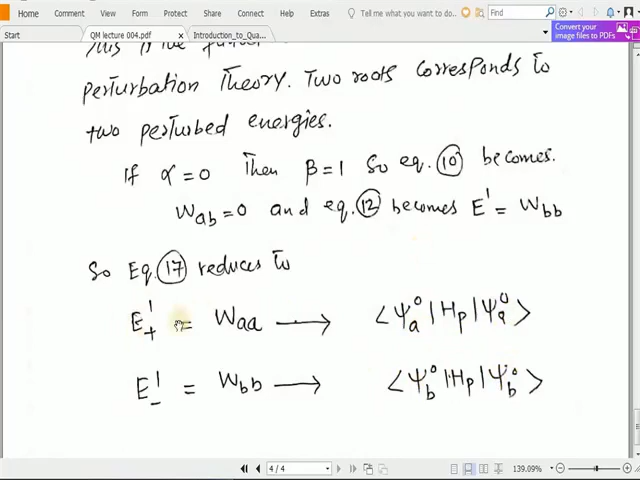 Home Comment View Form Protect Share Connect Help Extras Tell me what you want to do... Find
Start QM lecture 004.pdf Introduction_to_Qua... Convert your
image files to PDFs!
This is the
perturbation Theory. Two roots corresponds to
two perturbed energies.
If α=0 Then β=1 So eq. 10 becomes.
Wab=0 and eq. 12 becomes E' = Wbb
So Eq. 17 reduces to
E'+ = Waa ⟶ <Ψa⁰|Hp|Ψa⁰>
E'- = Wbb ⟶ <Ψb⁰|Hp|Ψb⁰>
4 / 4 139.09%